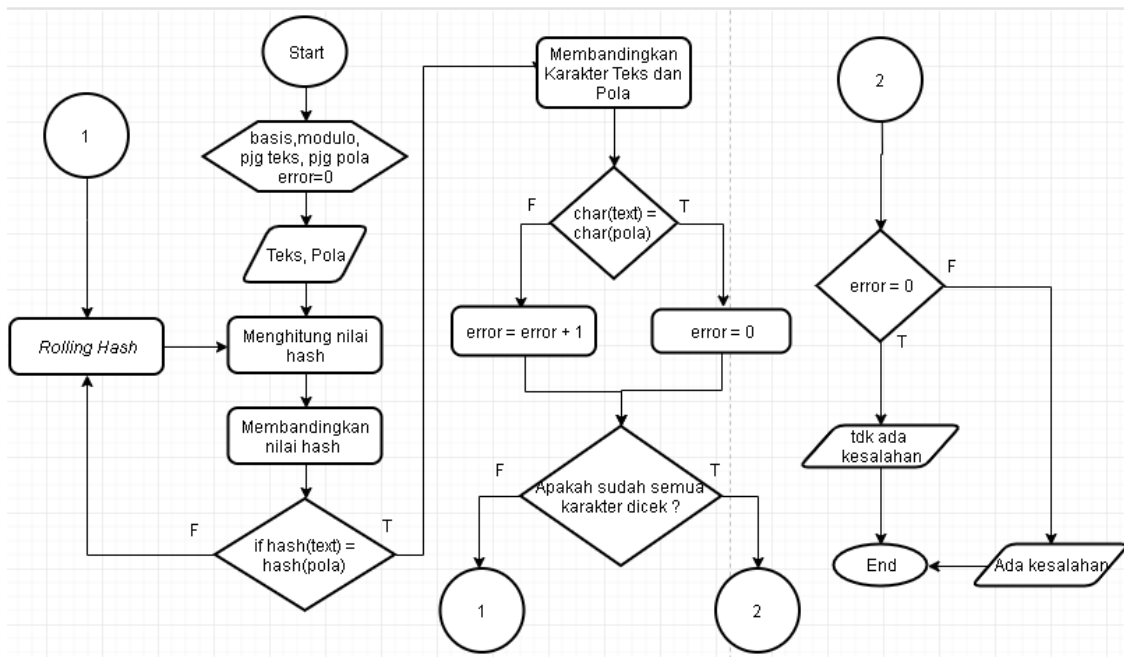 Start
1
basis,modulo,
pjg teks, pjg pola
error=0
Teks, Pola
Rolling Hash
Menghitung nilai
hash
Membandingkan
nilai hash
F
T
if hash(text) =
hash(pola)
Membandingkan
Karakter Teks dan
Pola
F
T
char(text) =
char(pola)
error = error + 1
error = 0
F
T
Apakah sudah semua
karakter dicek ?
1
2
2
error = 0
F
T
tdk ada
kesalahan
End
Ada kesalahan